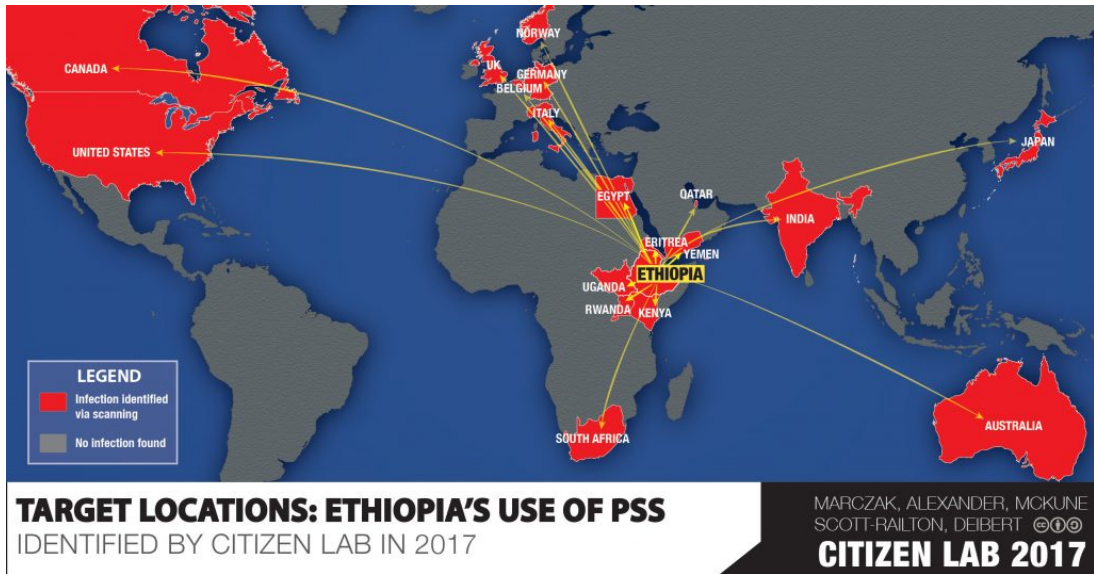 NORWAY
CANADA
UK
GERMANY
BELGIUM
ITALY
UNITED STATES
JAPAN
EGYPT
QATAR
INDIA
ERITREA
YEMEN
ETHIOPIA
UGANDA
RWANDA
KENYA
SOUTH AFRICA
AUSTRALIA
LEGEND
Infection identified
via scanning
No infection found
TARGET LOCATIONS: ETHIOPIA'S USE OF PSS
IDENTIFIED BY CITIZEN LAB IN 2017
MARCZAK, ALEXANDER, MCKUNE
SCOTT-RAILTON, DEIBERT
CITIZEN LAB 2017